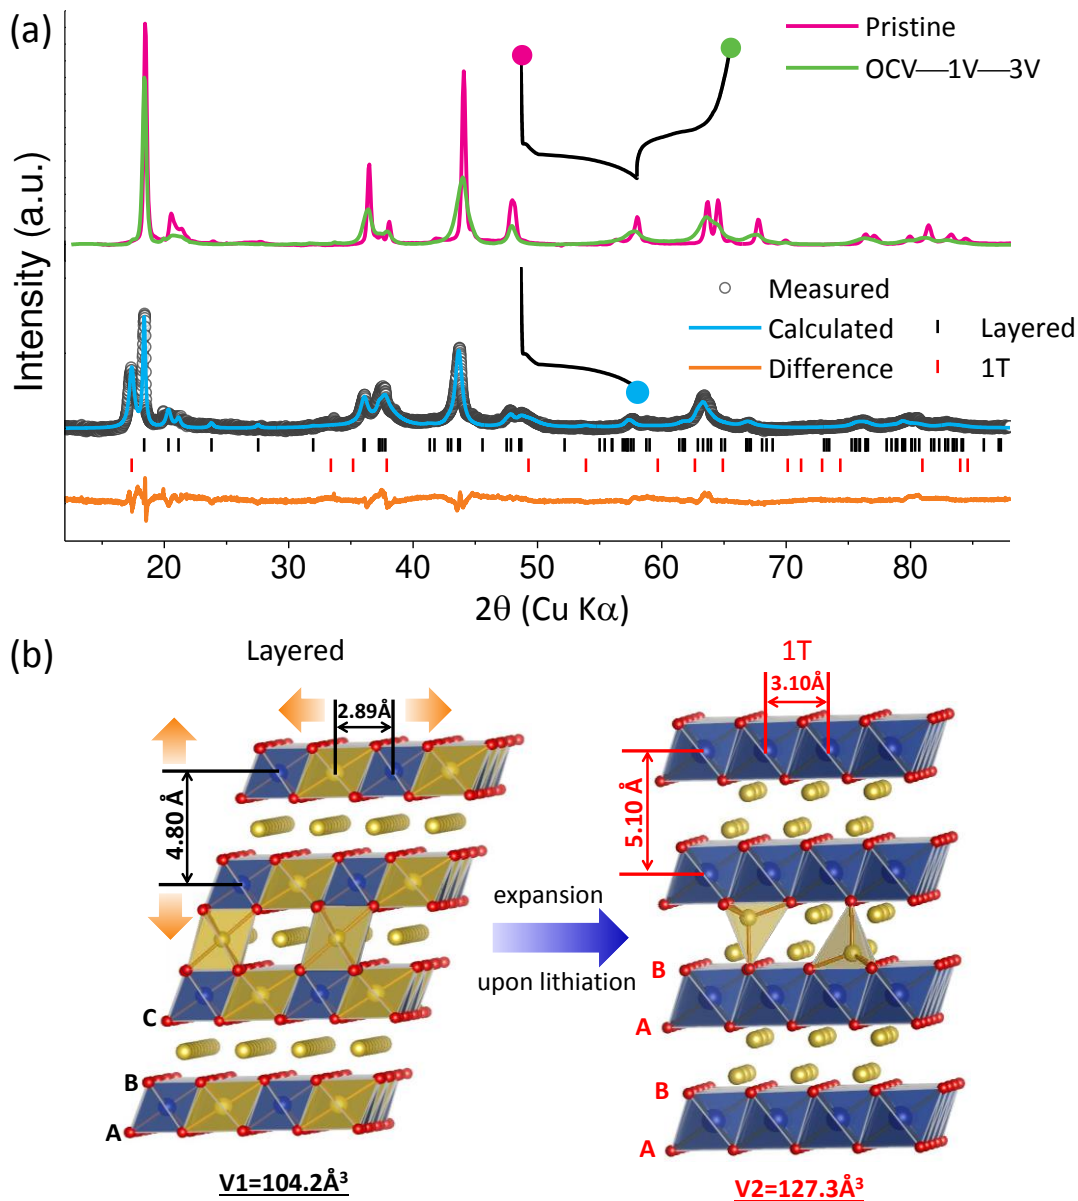 (a)
Pristine
OCV—1V—3V
Intensity (a.u.)
Measured
Calculated
Difference
Layered
1T
20 30 40 50 60 70 80
2θ (Cu Kα)
(b)
Layered
2.89Å
4.80 Å
C
B
A
V1=104.2Å³
expansion
upon lithiation
1T
3.10Å
5.10 Å
B
A
B
A
V2=127.3Å³